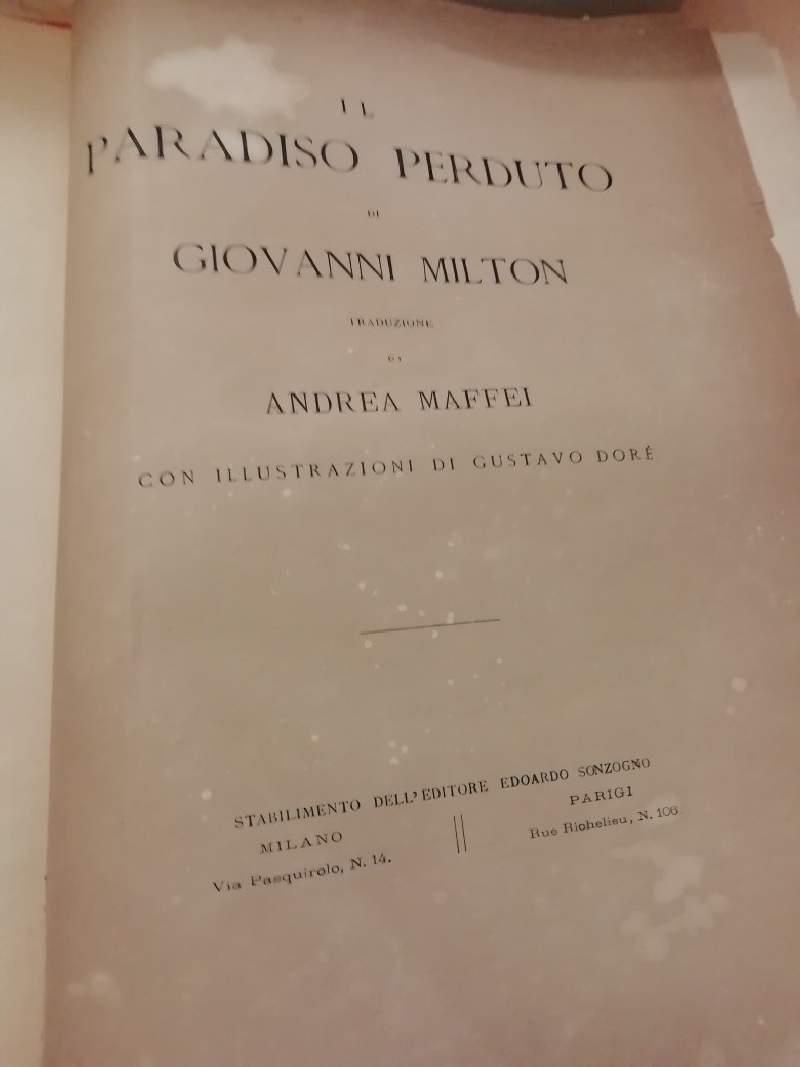 IL
PARADISO PERDUTO
DI
GIOVANNI MILTON
TRADUZIONE
DA
ANDREA MAFFEI
CON ILLUSTRAZIONI DI GUSTAVO DORÉ
STABILIMENTO DELL'EDITORE EDOARDO SONZOGNO
MILANO
Via Pasquirolo, N. 14.
PARIGI
Rue Richelieu, N. 106